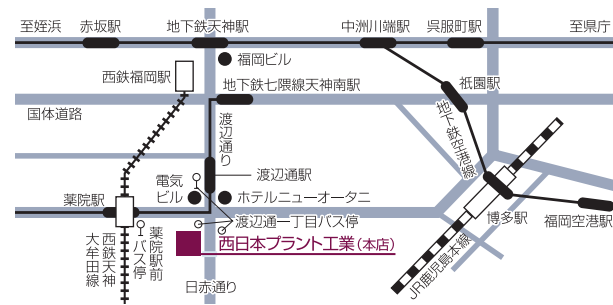 至姪浜
赤坂駅
地下鉄天神駅
中洲川端駅
呉服町駅
至県庁
福岡ビル
西鉄福岡駅
地下鉄七隈線天神南駅
祇園駅
国体道路
渡辺通り
地下鉄空港線
電気
ビル
渡辺通駅
薬院駅
ホテルニューオータニ
渡辺通一丁目バス停
博多駅
福岡空港駅
薬院駅前
バス停
西鉄天神
大牟田線
西日本プラント工業(本店)
日赤通り
JR鹿児島本線